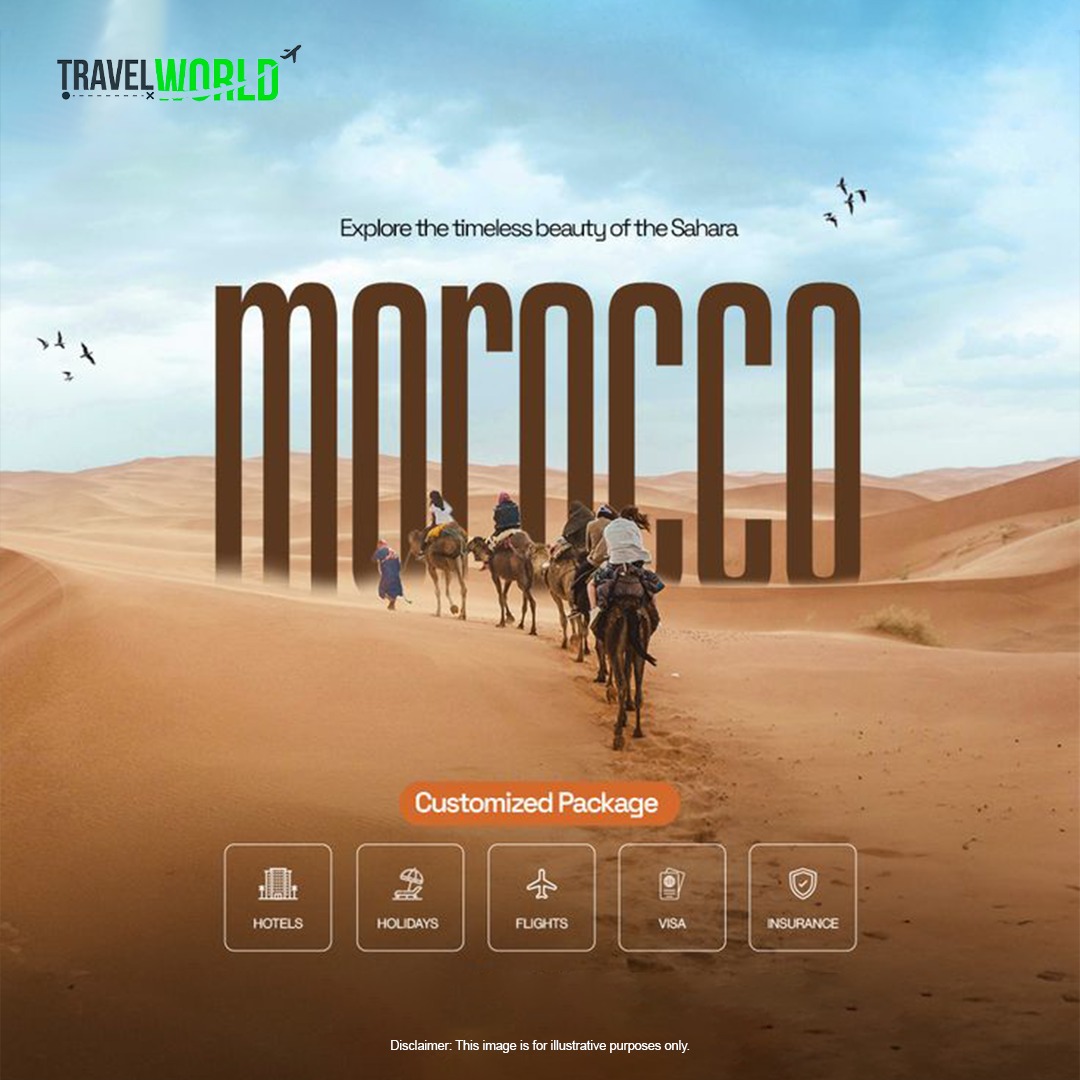 TRAVELWORLD
Explore the timeless beauty of the Sahara
morocco
Customized Package
HOTELS
HOLIDAYS
FLIGHTS
VISA
INSURANCE
Disclaimer: This image is for illustrative purposes only.